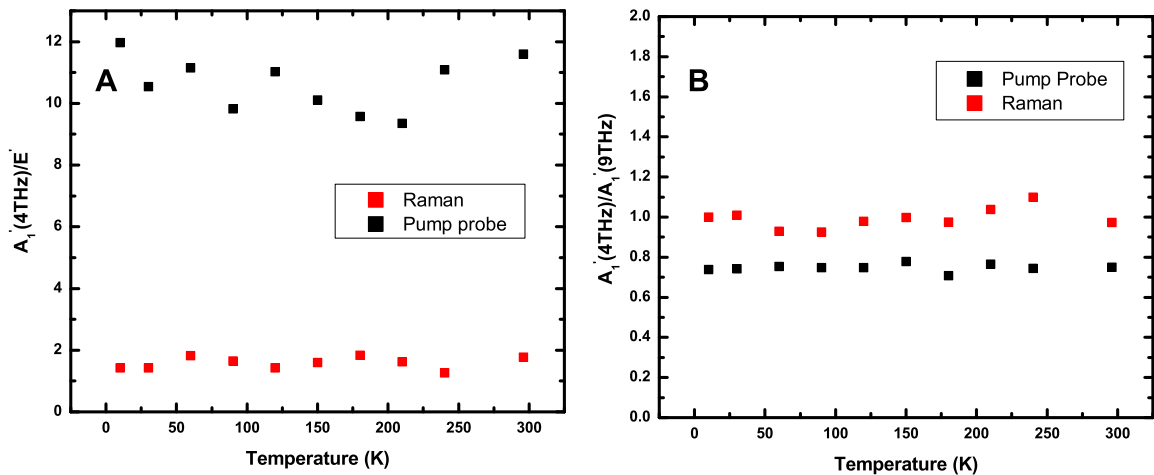 A
12
10
8
6
4
2
0
A₁'(4THz)/E'
Raman
Pump probe
0 50 100 150 200 250 300
Temperature (K)
B
2.0
1.8
1.6
1.4
1.2
1.0
0.8
0.6
0.4
0.2
0.0
A₁'(4THz)/A₁'(9THz)
Pump Probe
Raman
0 50 100 150 200 250 300
Temperature (K)